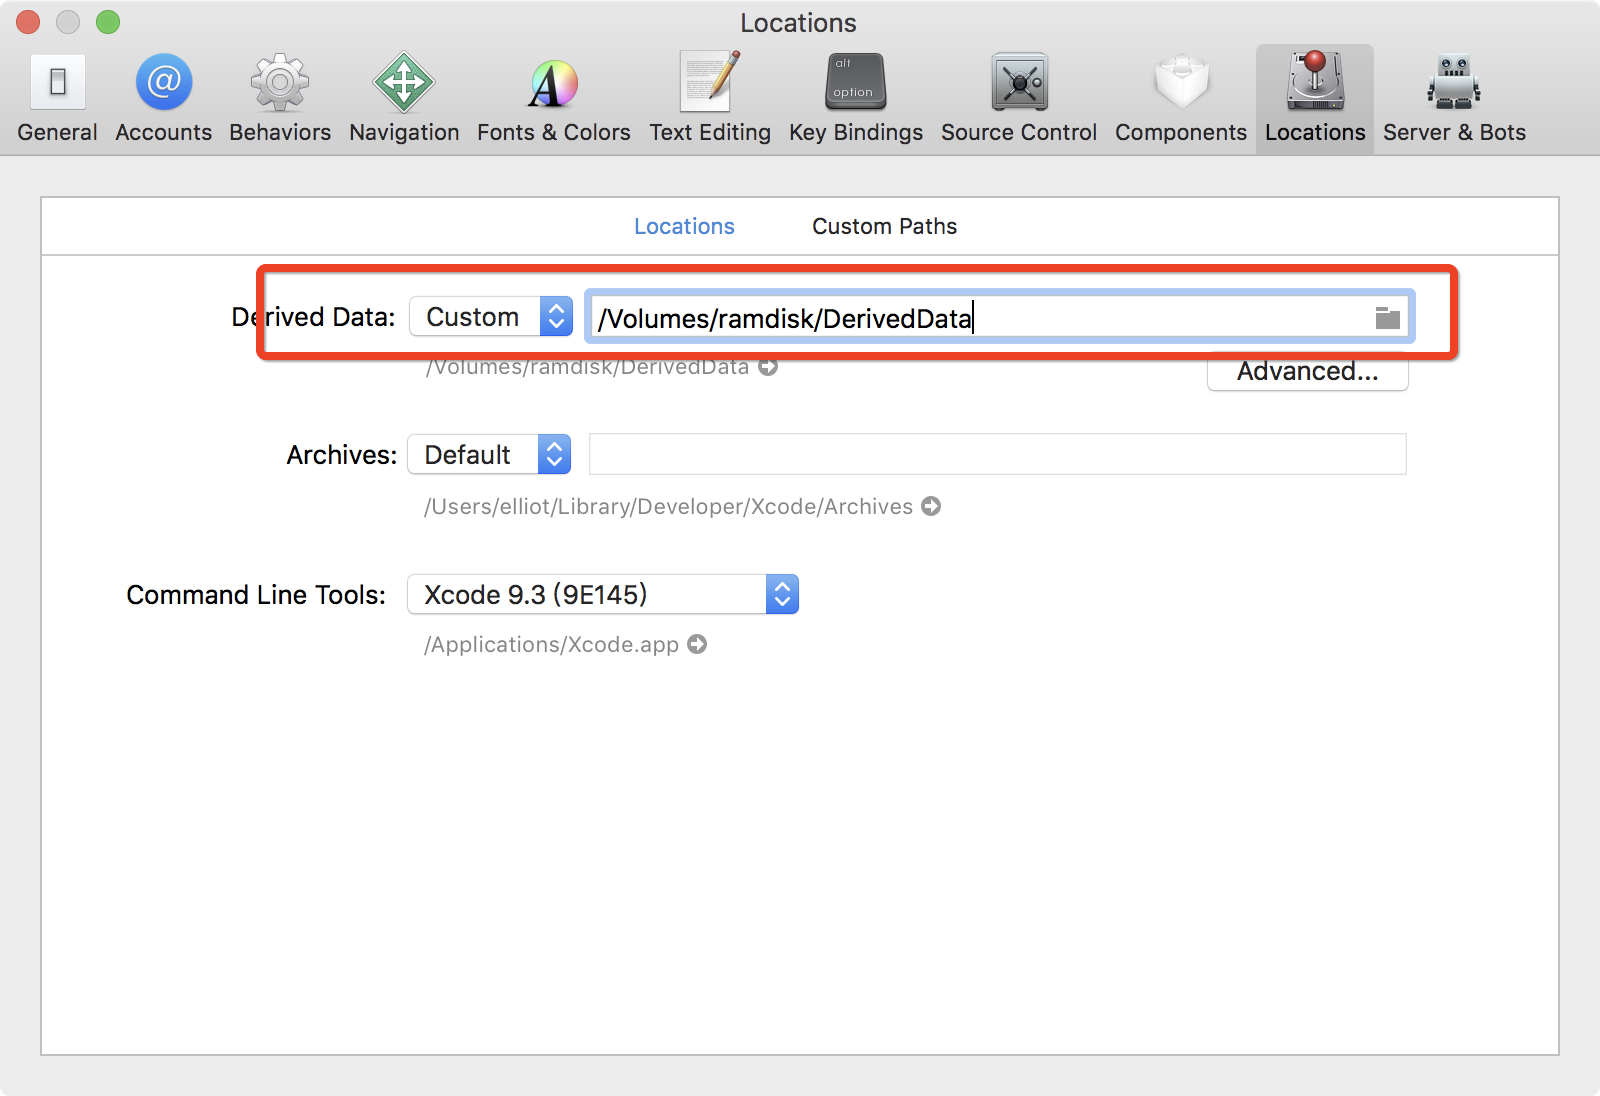 Locations
alt
option
General Accounts Behaviors Navigation Fonts & Colors Text Editing Key Bindings Source Control Components Locations Server & Bots
Locations Custom Paths
Derived Data: Custom /Volumes/ramdisk/DerivedData
/Volumes/ramdisk/DerivedData
Advanced...
Archives: Default
/Users/elliot/Library/Developer/Xcode/Archives
Command Line Tools: Xcode 9.3 (9E145)
/Applications/Xcode.app